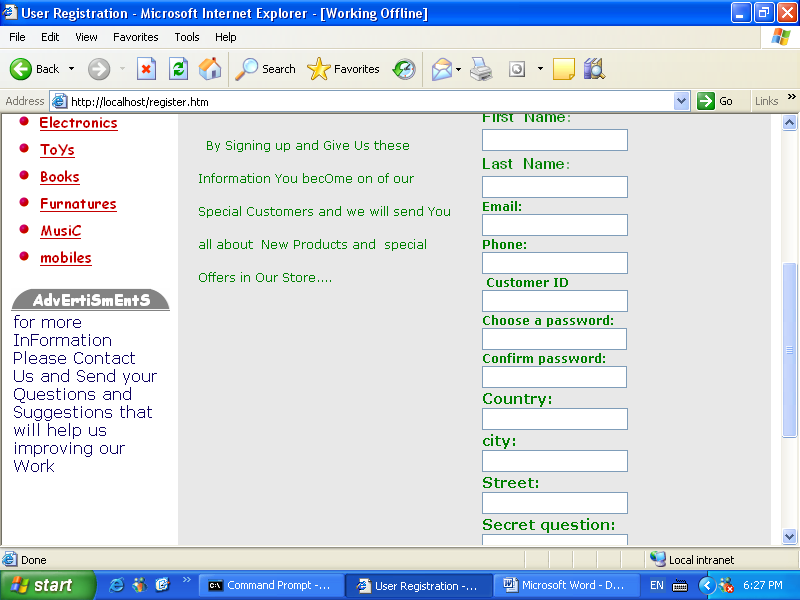 User Registration - Microsoft Internet Explorer - [Working Offline]
File Edit View Favorites Tools Help
Back Search Favorites
Address http://localhost/register.htm Go Links »
Electronics
ToYs
Books
Furnatures
MusiC
mobiles
AdvErtiSmEntS
for more
InFormation
Please Contact
Us and Send your
Questions and
Suggestions that
will help us
improving our
Work
By Signing up and Give Us these
Information You becOme on of our
Special Customers and we will send You
all about New Products and special
Offers in Our Store....
First Name:
Last Name:
Email:
Phone:
Customer ID
Choose a password:
Confirm password:
Country:
city:
Street:
Secret question:
Done Local intranet
start » Command Prompt -... User Registration -... Microsoft Word - D... EN 6:27 PM